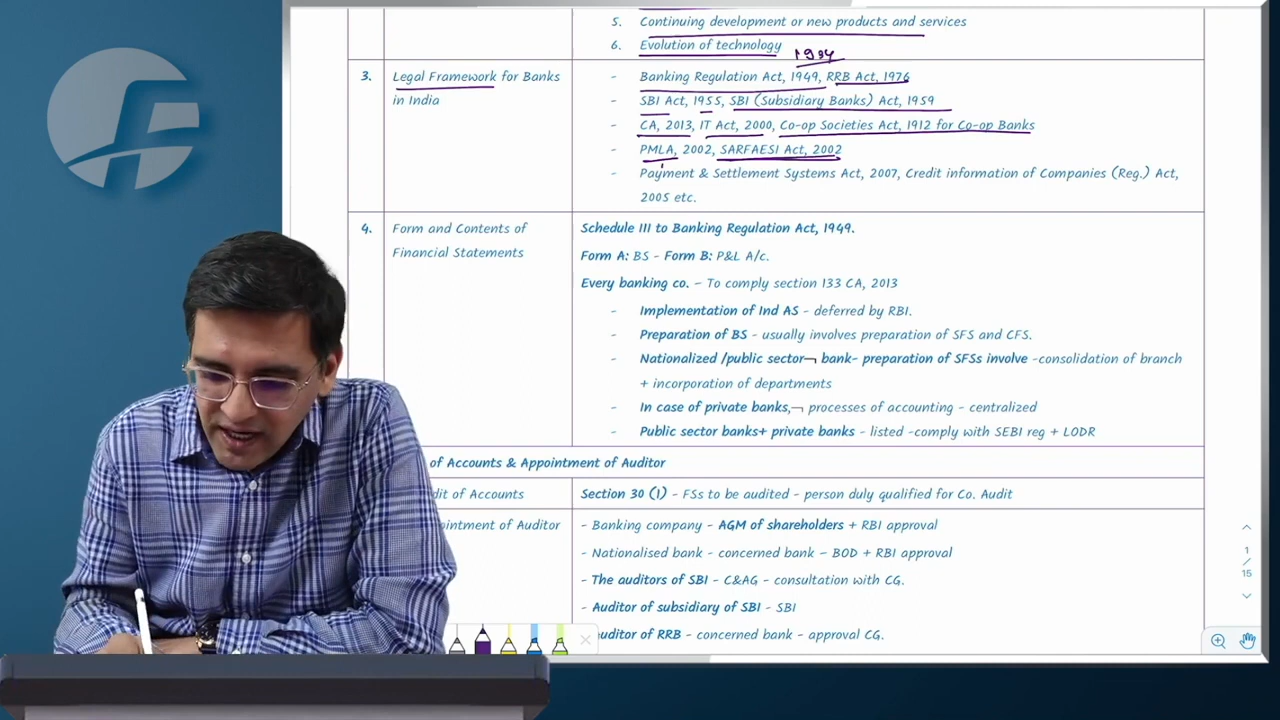 5. Continuing development or new products and services
6. Evolution of technology
1934
3. Legal Framework for Banks in India
- Banking Regulation Act, 1949, RRB Act, 1976
- SBI Act, 1955, SBI (Subsidiary Banks) Act, 1959
- CA, 2013, IT Act, 2000, Co-op Societies Act, 1912 for Co-op Banks
- PMLA, 2002, SARFAESI Act, 2002
- Payment & Settlement Systems Act, 2007, Credit information of Companies (Reg.) Act,
2005 etc.
4. Form and Contents of
Financial Statements
Schedule III to Banking Regulation Act, 1949.
Form A: BS - Form B: P&L A/c.
Every banking co. – To comply section 133 CA, 2013
- Implementation of Ind AS - deferred by RBI.
- Preparation of BS - usually involves preparation of SFS and CFS.
- Nationalized /public sector¬ bank- preparation of SFSs involve -consolidation of branch
+ incorporation of departments
- In case of private banks,¬ processes of accounting - centralized
- Public sector banks+ private banks - listed -comply with SEBI reg + LODR
of Accounts & Appointment of Auditor
dit of Accounts
Section 30 (1) - FSs to be audited - person duly qualified for Co. Audit
ointment of Auditor
- Banking company - AGM of shareholders + RBI approval
- Nationalised bank - concerned bank – BOD + RBI approval
- The auditors of SBI - C&AG - consultation with CG.
- Auditor of subsidiary of SBI - SBI
auditor of RRB - concerned bank - approval CG.
1
/
15